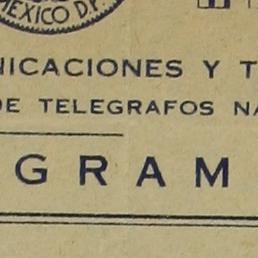 MEXICO D.F.
NICACIONES Y T
DE TELEGRAFOS NA
GRAM